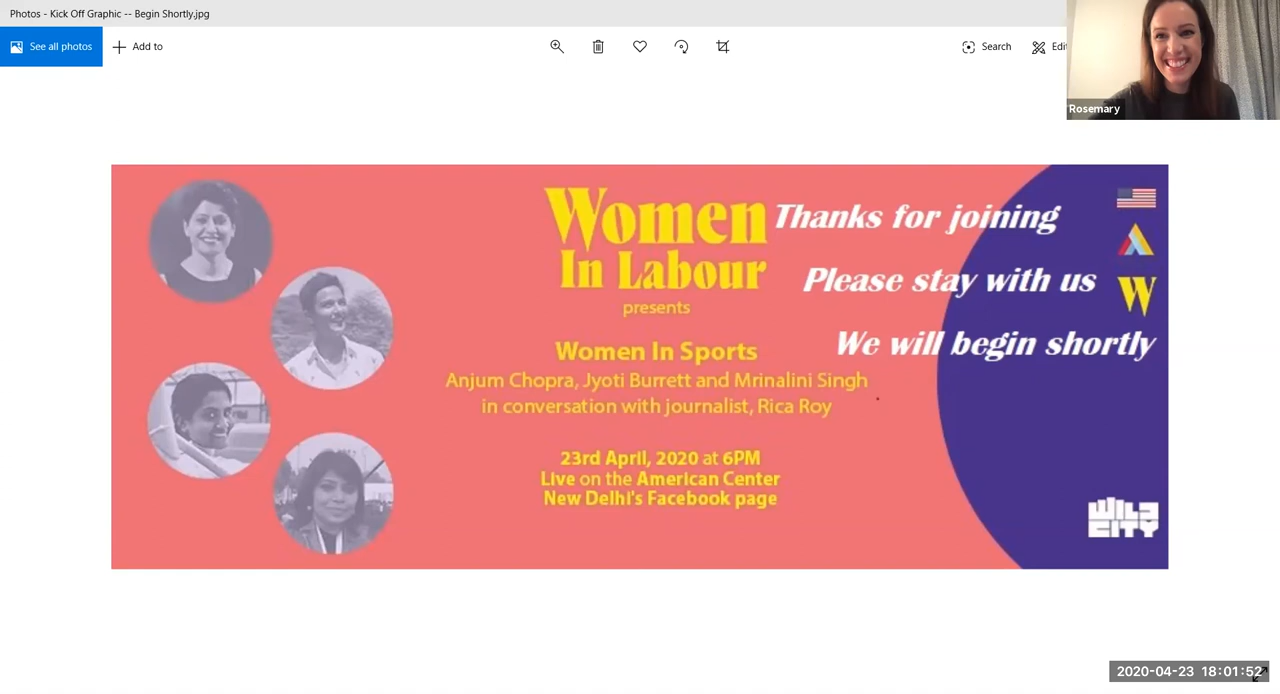 Photos - Kick Off Graphic -- Begin Shortly.jpg
See all photos
Add to
Search
Edit
Rosemary
Women
In Labour
presents
Women In Sports
Anjum Chopra, Jyoti Burrett and Mrinalini Singh
in conversation with journalist, Rica Roy
23rd April, 2020 at 6PM
Live on the American Center
New Delhi's Facebook page
Thanks for joining
Please stay with us
We will begin shortly
W
WILD
CITY
2020-04-23 18:01:52